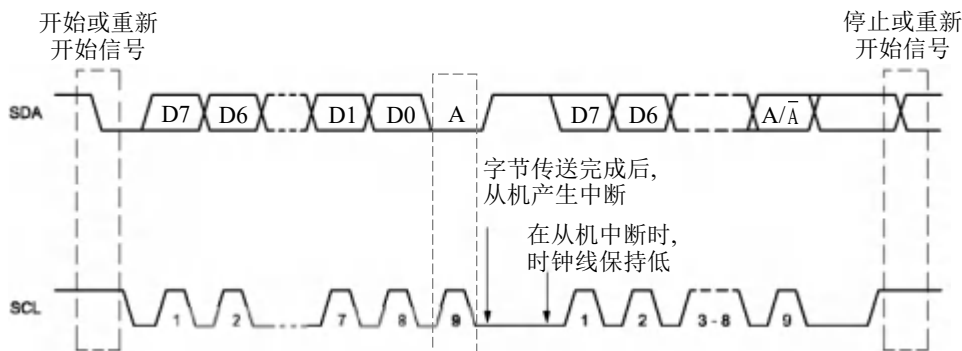 开始或重新
开始信号
停止或重新
开始信号
SDA
D7 D6 D1 D0 A D7 D6 A/Ā
字节传送完成后,
从机产生中断
在从机中断时,
时钟线保持低
SCL
1 2 7 8 9 1 2 3-8 9